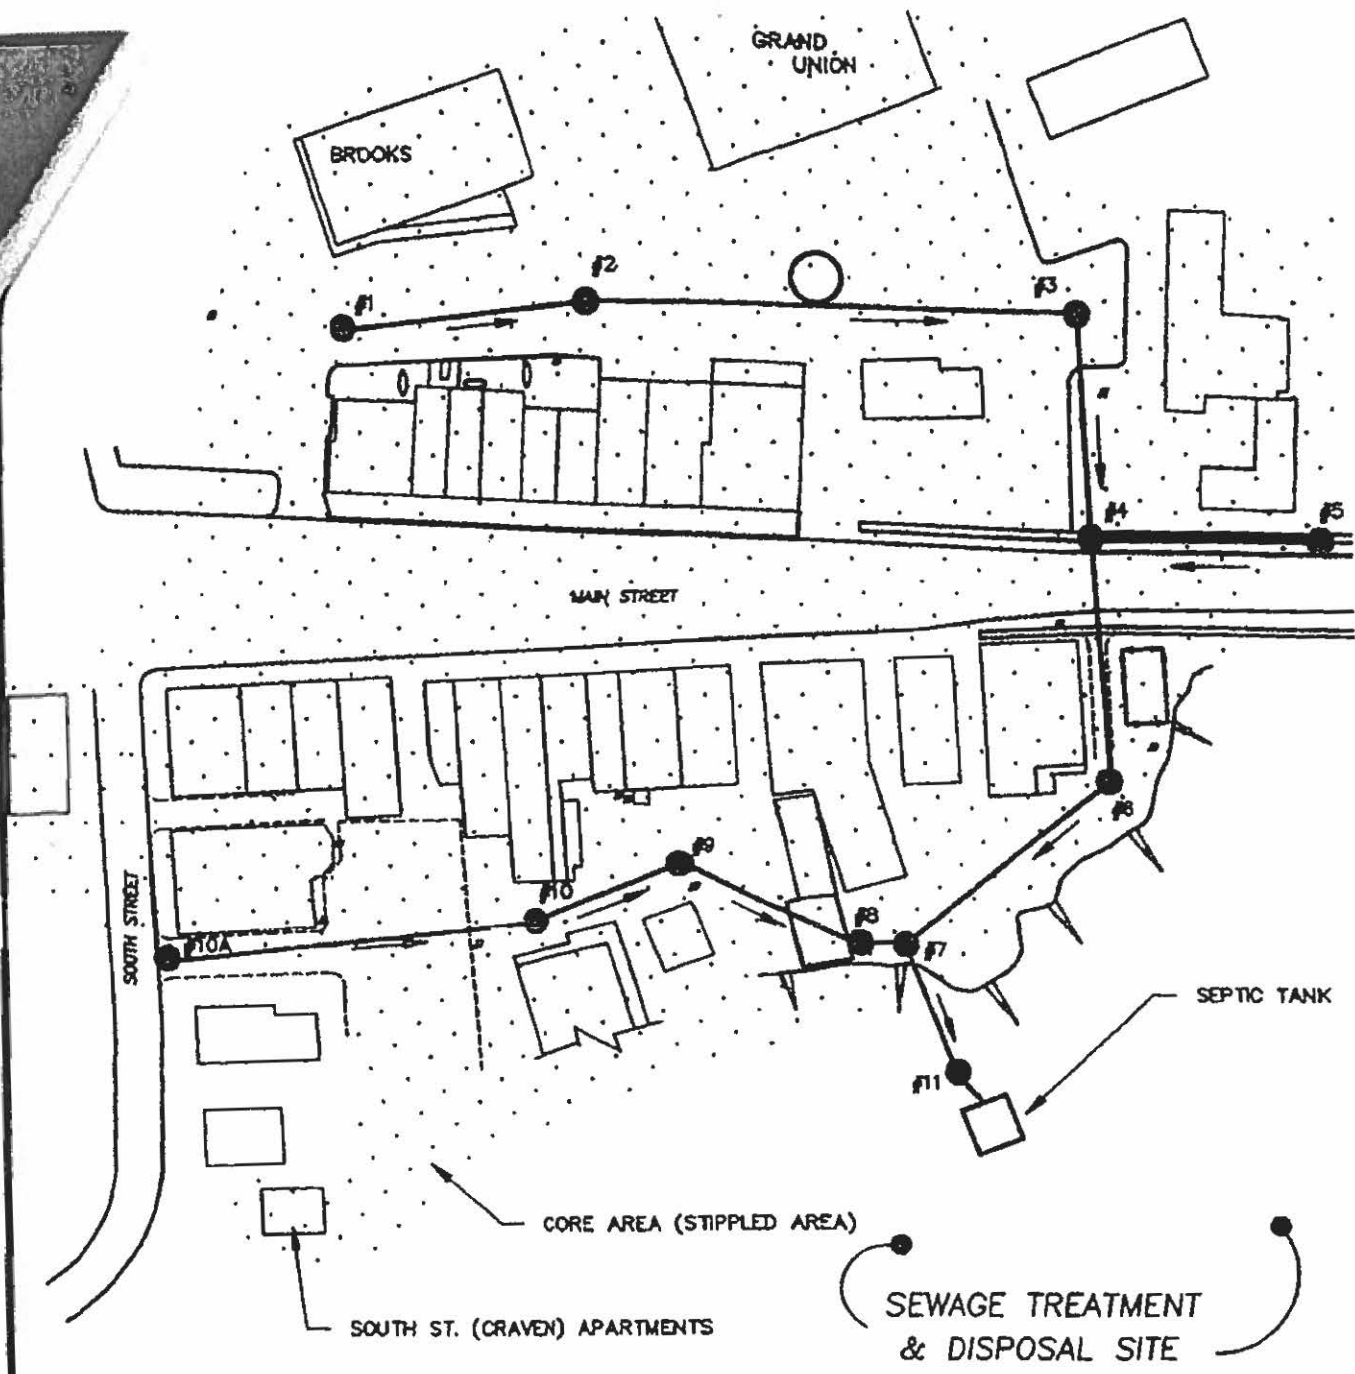 GRAND
UNION
BROOKS
#1
#2
#3
#4
#5
MAIN STREET
#6
#9
#10
#8
#7
#10A
SOUTH STREET
SEPTIC TANK
#11
CORE AREA (STIPPLED AREA)
SOUTH ST. (CRAVEN) APARTMENTS
SEWAGE TREATMENT
& DISPOSAL SITE